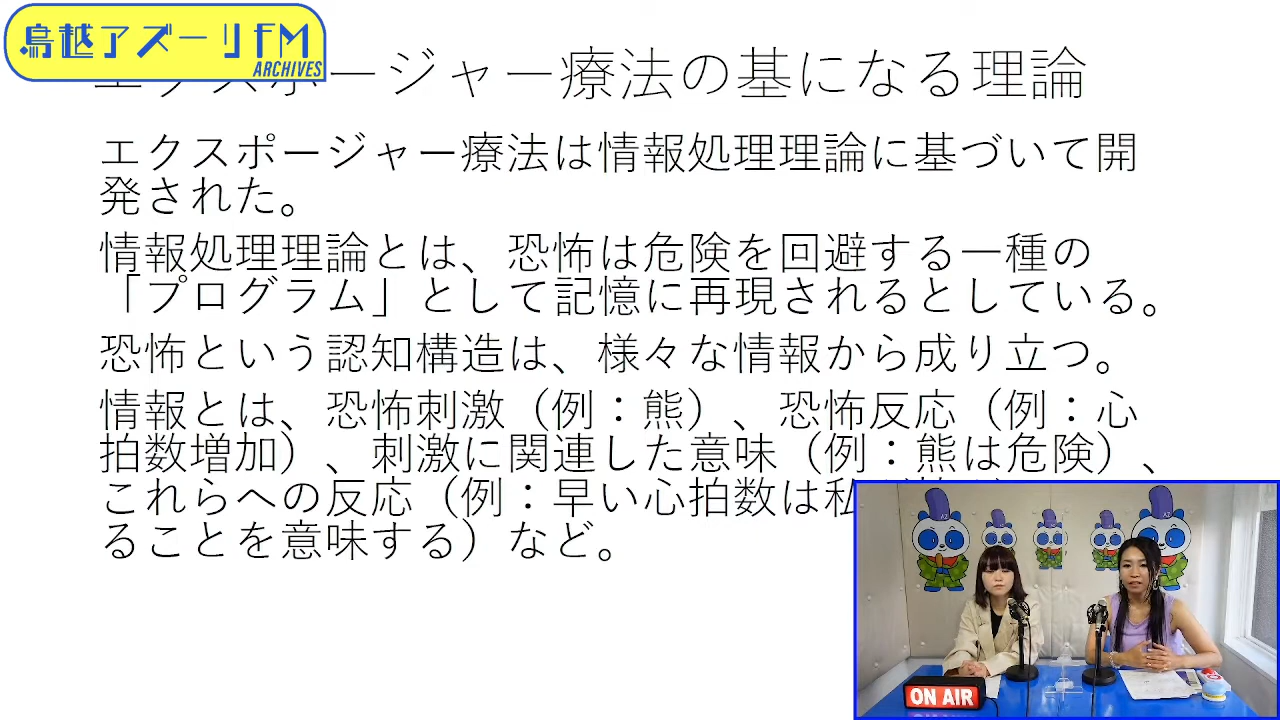 鳥越アズーリFM
ARCHIVES
エクスポージャー療法の基になる理論
エクスポージャー療法は情報処理理論に基づいて開
発された。
情報処理理論とは、恐怖は危険を回避する一種の
「プログラム」として記憶に再現されるとしている。
恐怖という認知構造は、様々な情報から成り立つ。
情報とは、恐怖刺激（例：熊）、恐怖反応（例：心
拍数増加）、刺激に関連した意味（例：熊は危険）、
これらへの反応（例：早い心拍数は私
ることを意味する）など。
ON AIR